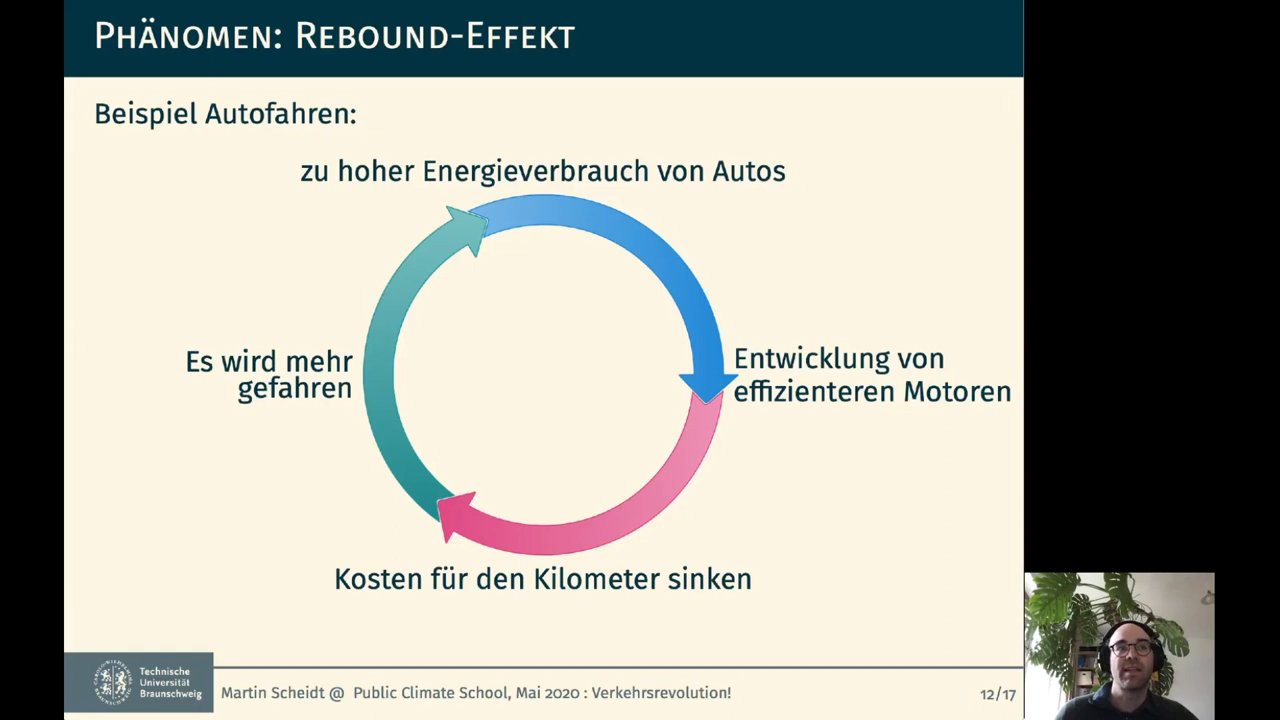 Phänomen: Rebound-Effekt
Beispiel Autofahren:
zu hoher Energieverbrauch von Autos
Es wird mehr
gefahren
Entwicklung von
effizienteren Motoren
Kosten für den Kilometer sinken
Technische
Universität
Braunschweig
Martin Scheidt @ Public Climate School, Mai 2020 : Verkehrsrevolution!
12/17